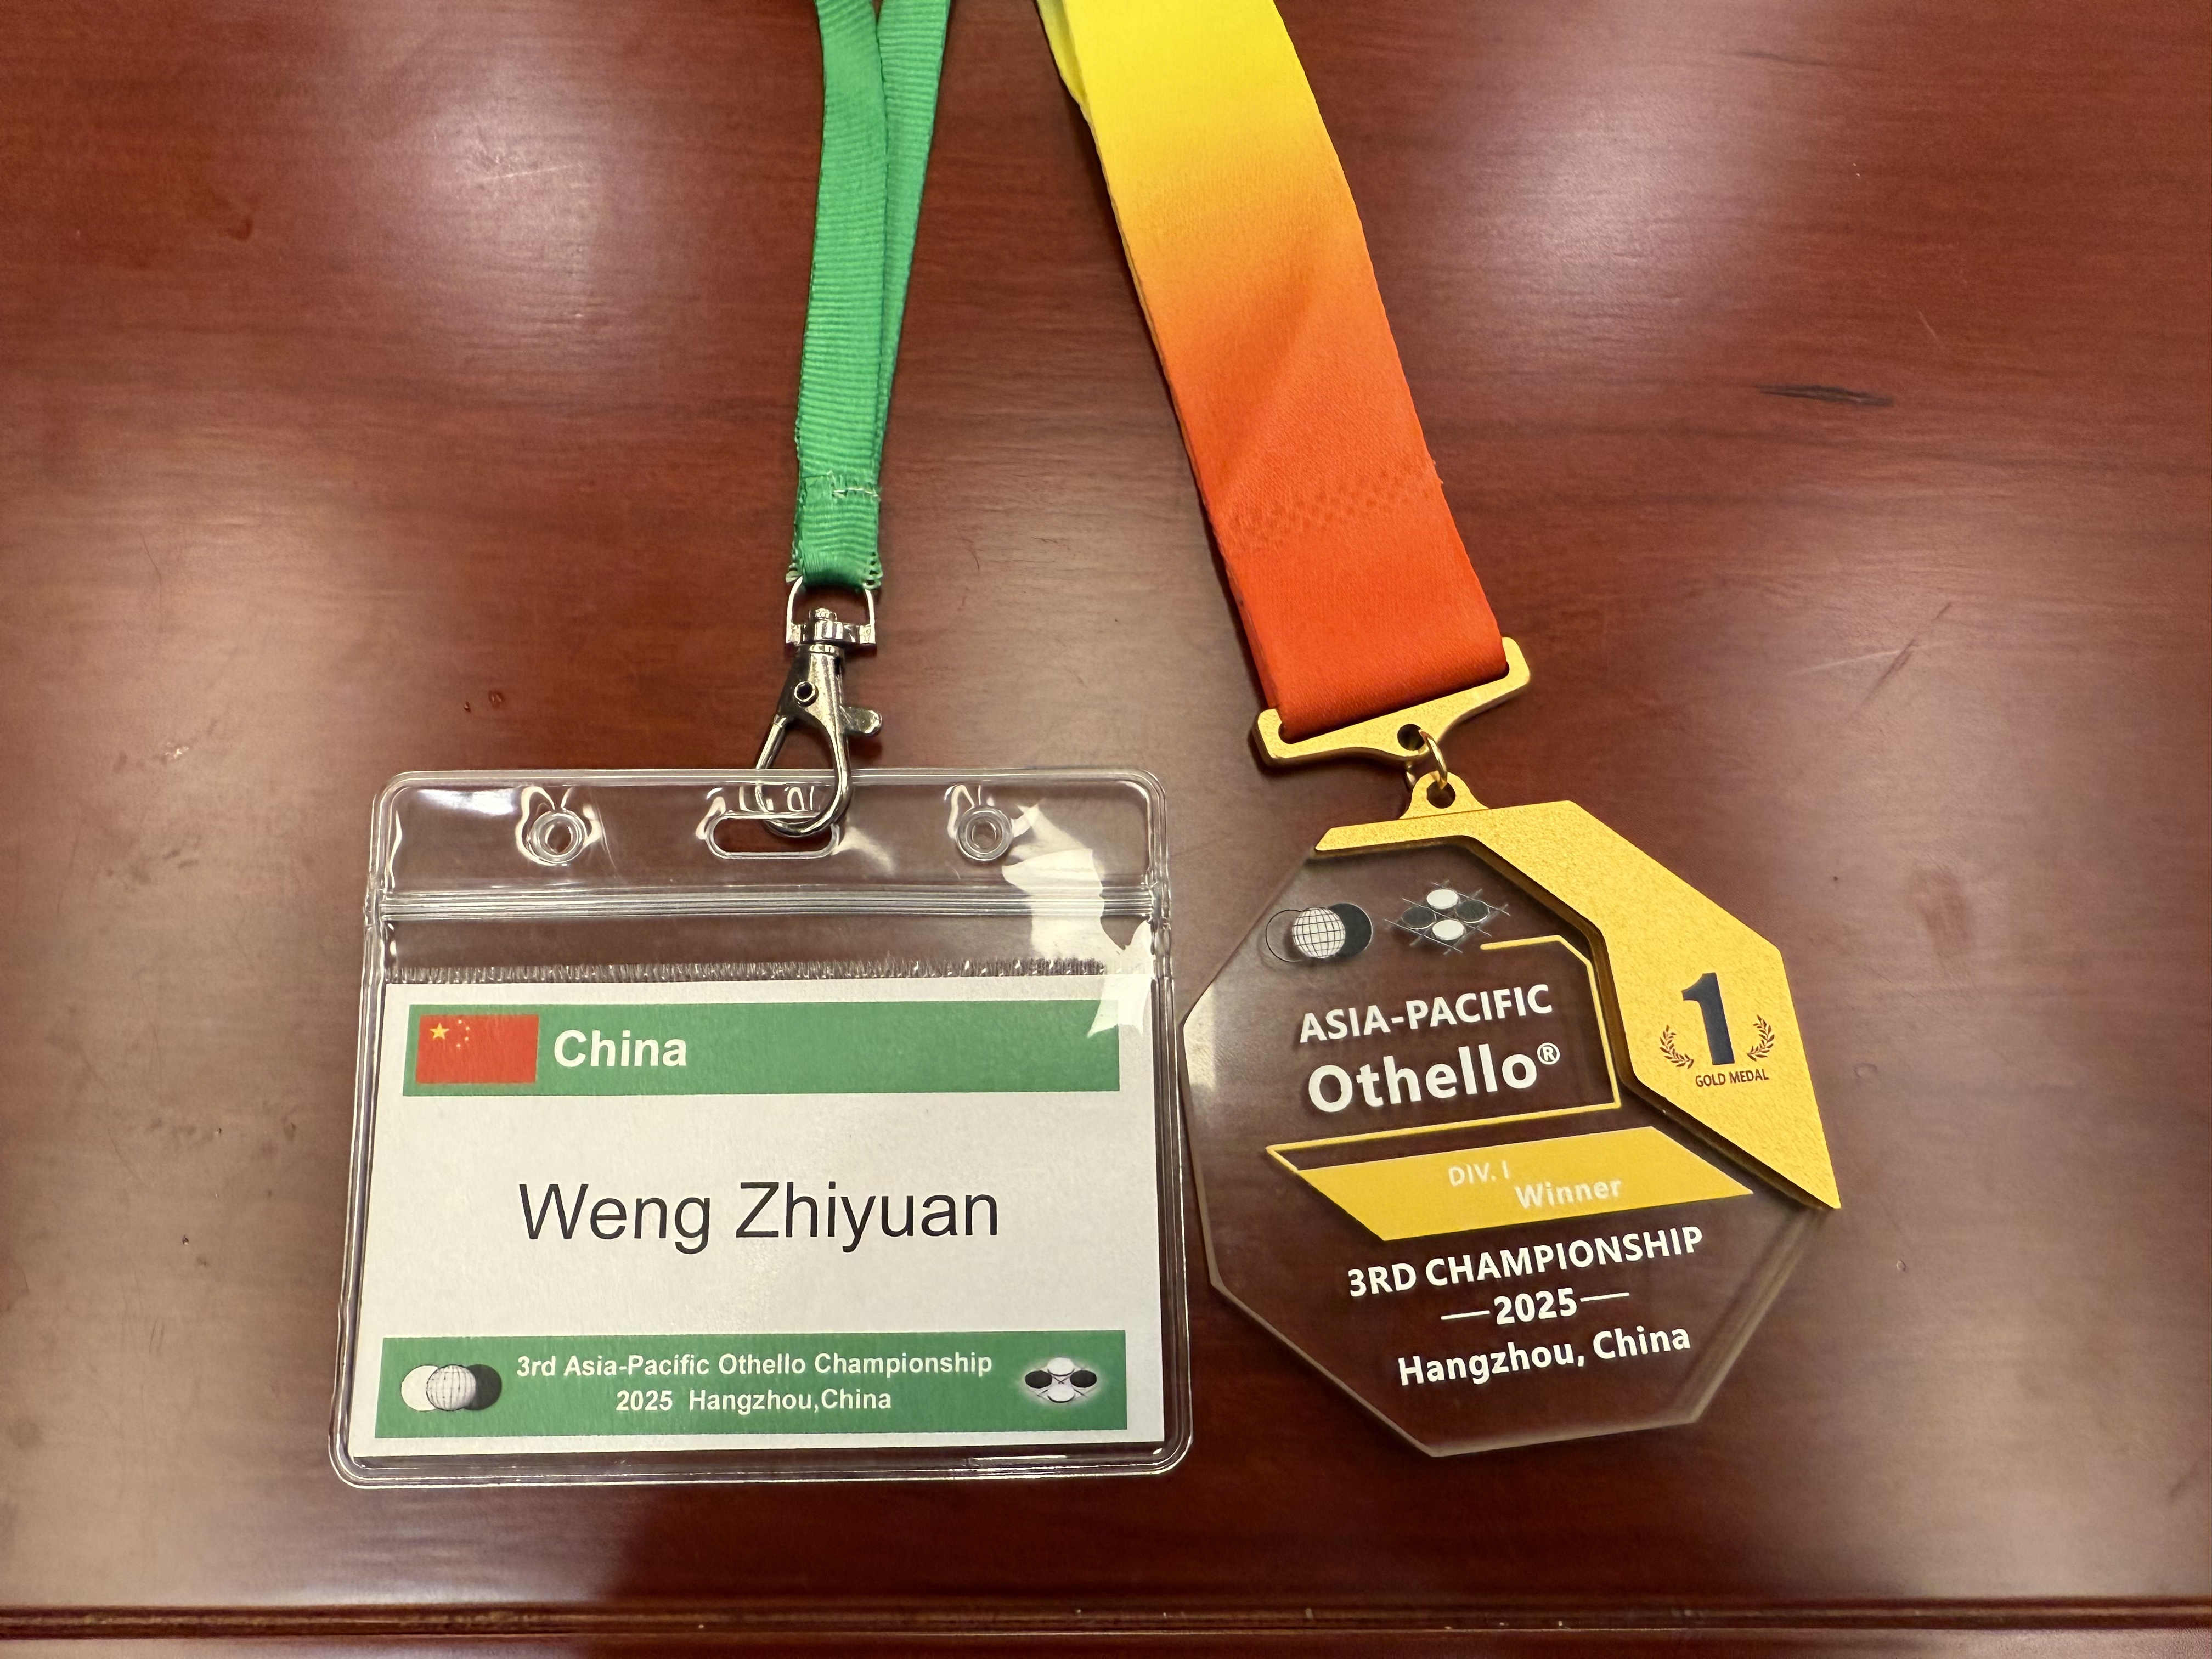 China
Weng Zhiyuan
3rd Asia-Pacific Othello Championship
2025 Hangzhou,China
ASIA-PACIFIC
Othello®
1
GOLD MEDAL
DIV. I
Winner
3RD CHAMPIONSHIP
—2025—
Hangzhou, China